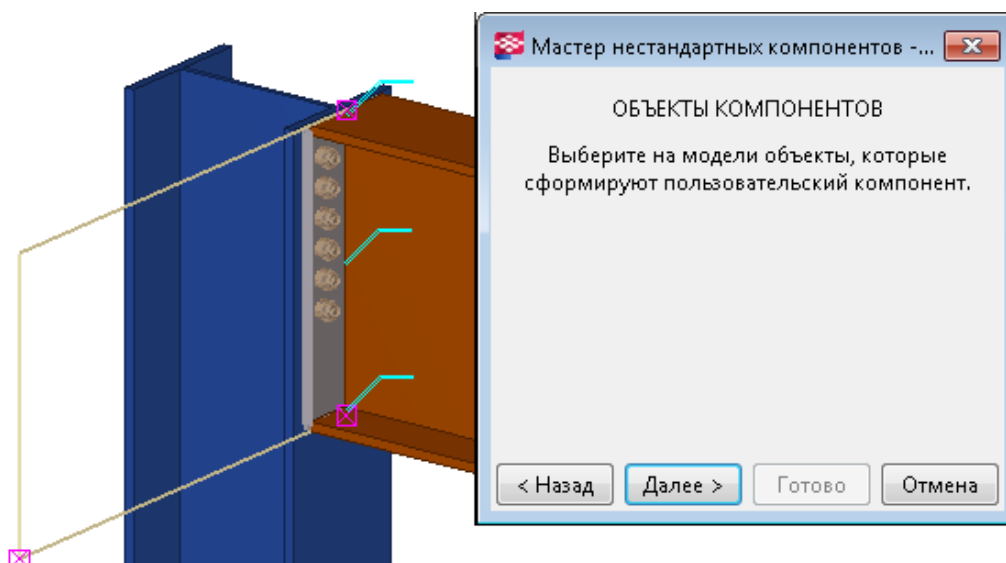 Мастер нестандартных компонентов -...
ОБЪЕКТЫ КОМПОНЕНТОВ
Выберите на модели объекты, которые
сформируют пользовательский компонент.
< Назад Далее > Готово Отмена